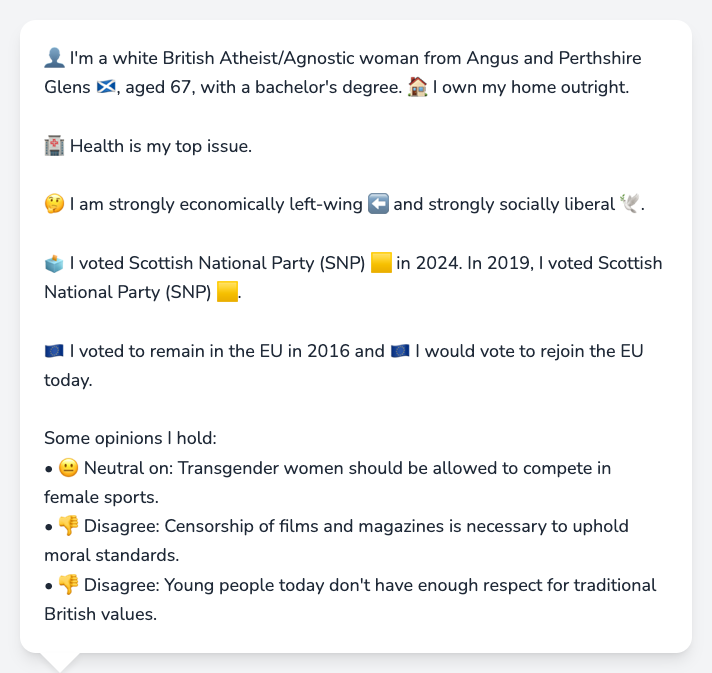 👤 I'm a white British Atheist/Agnostic woman from Angus and Perthshire
Glens 🏴󠁧󠁢󠁳󠁣󠁴󠁿, aged 67, with a bachelor's degree. 🏠 I own my home outright.
🏥 Health is my top issue.
🤔 I am strongly economically left-wing ⬅️ and strongly socially liberal 🕊️.
🗳️ I voted Scottish National Party (SNP) 🟨 in 2024. In 2019, I voted Scottish
National Party (SNP) 🟨.
🇪🇺 I voted to remain in the EU in 2016 and 🇪🇺 I would vote to rejoin the EU
today.
Some opinions I hold:
• 😐 Neutral on: Transgender women should be allowed to compete in
female sports.
• 👎 Disagree: Censorship of films and magazines is necessary to uphold
moral standards.
• 👎 Disagree: Young people today don't have enough respect for traditional
British values.